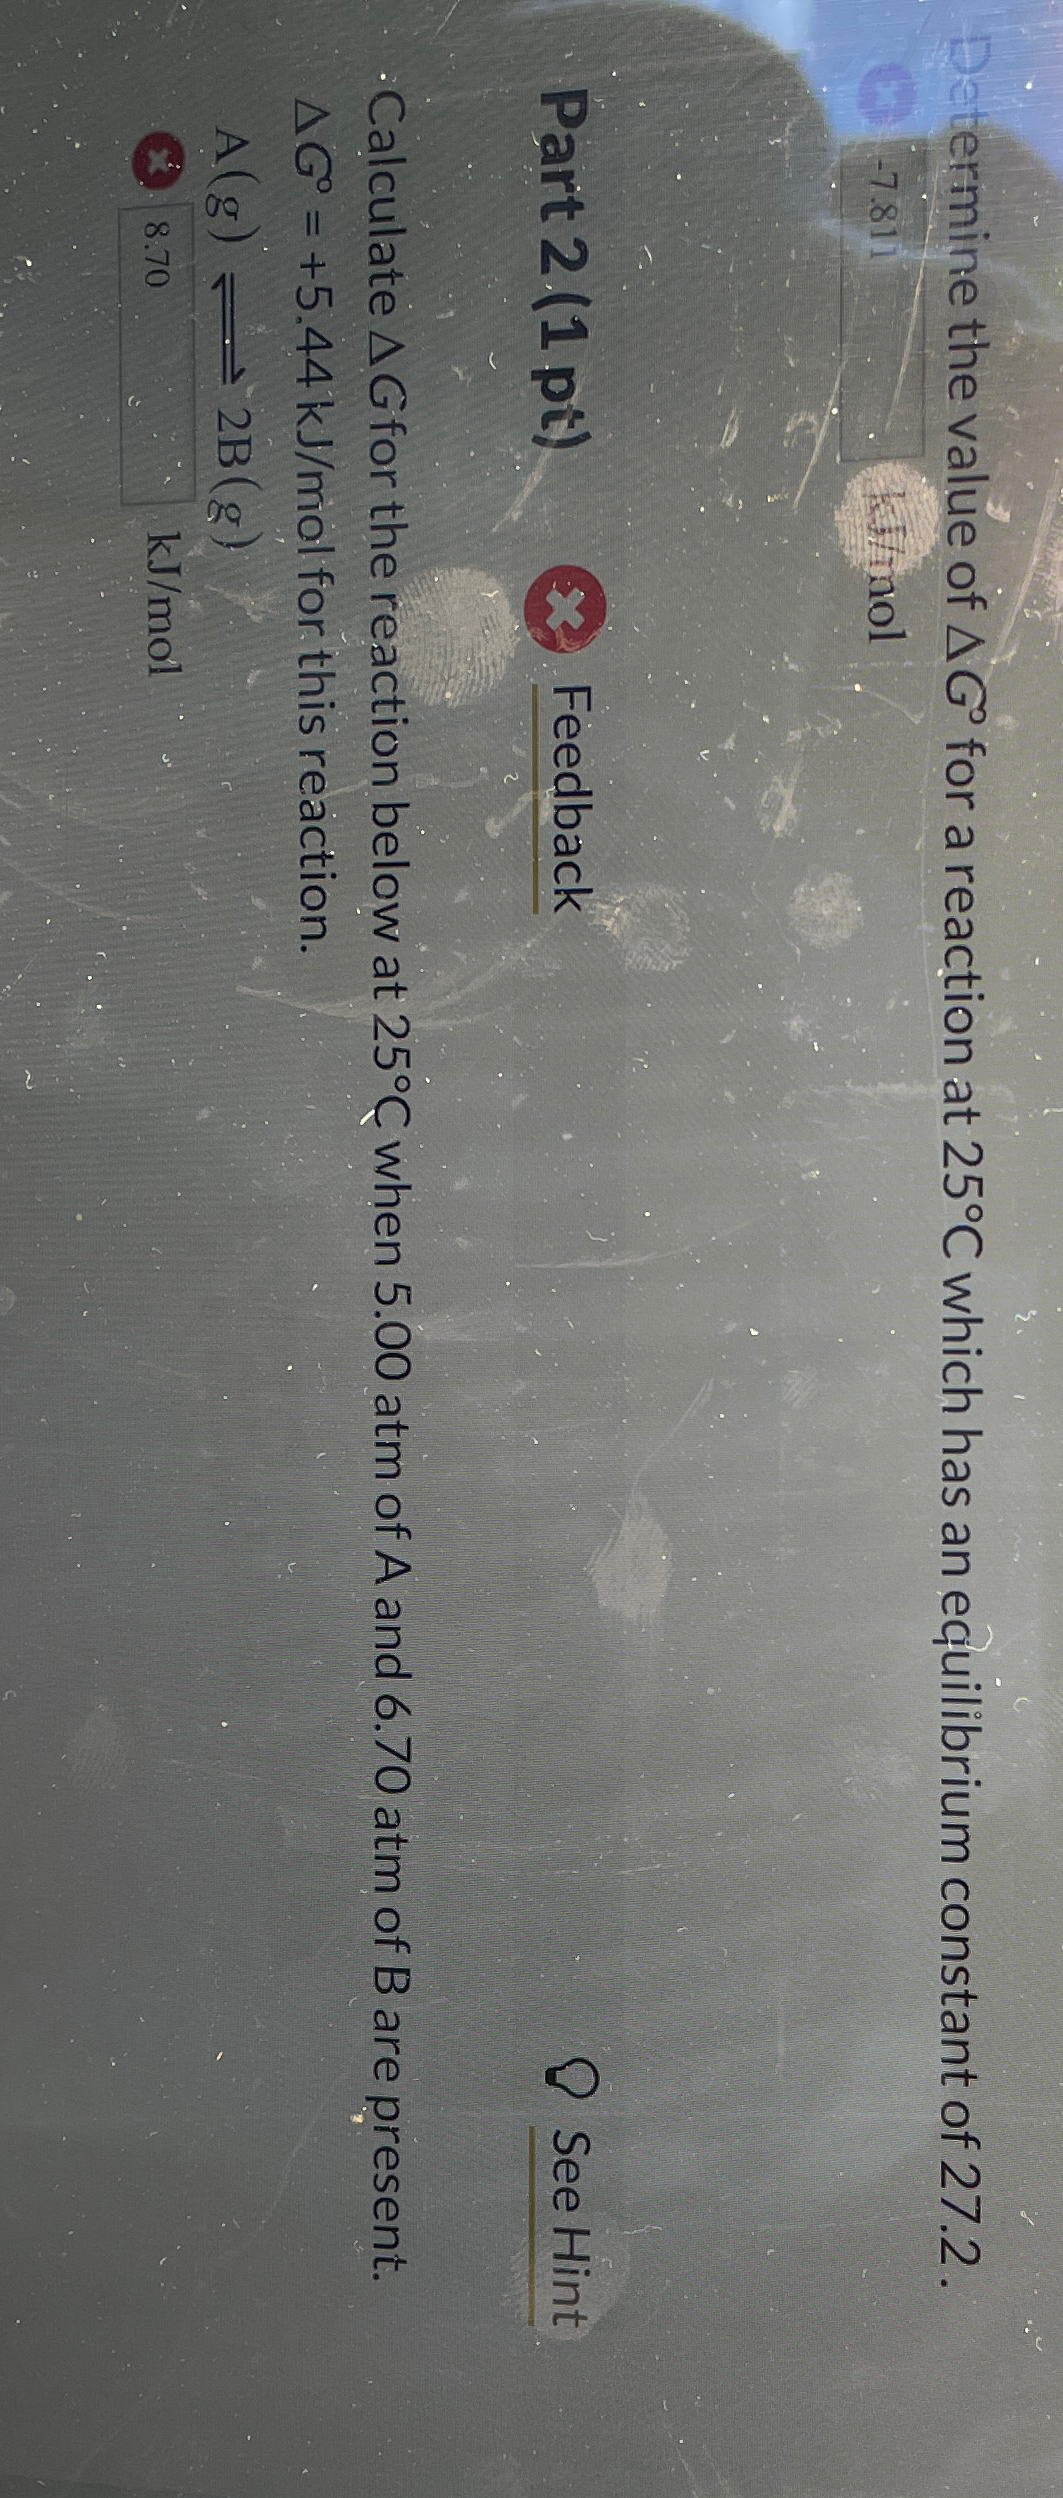 Determine the value of ΔG° for a reaction at 25°C which has an equilibrium constant of 27.2 .
-7.811 kJ/mol
Part 2 (1 pt) Feedback See Hint
Calculate ΔG for the reaction below at 25°C when 5.00 atm of A and 6.70 atm of B are present.
ΔG° = +5.44 kJ/mol for this reaction.
A(g) ⇌ 2B(g)
8.70 kJ/mol